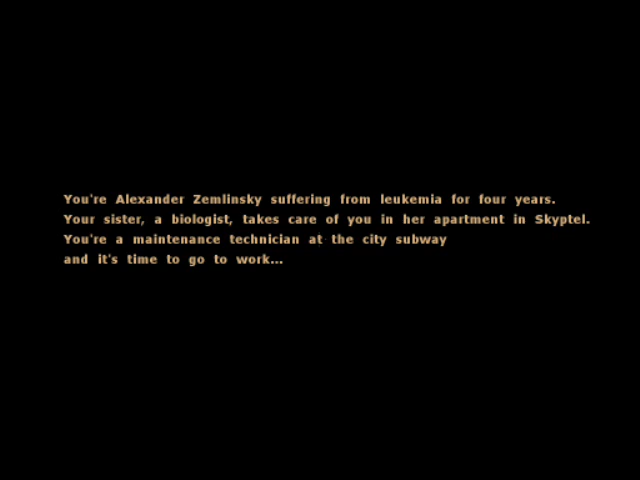 You're Alexander Zemlinsky suffering from leukemia for four years.
Your sister, a biologist, takes care of you in her apartment in Skyptel.
You're a maintenance technician at the city subway
and it's time to go to work...